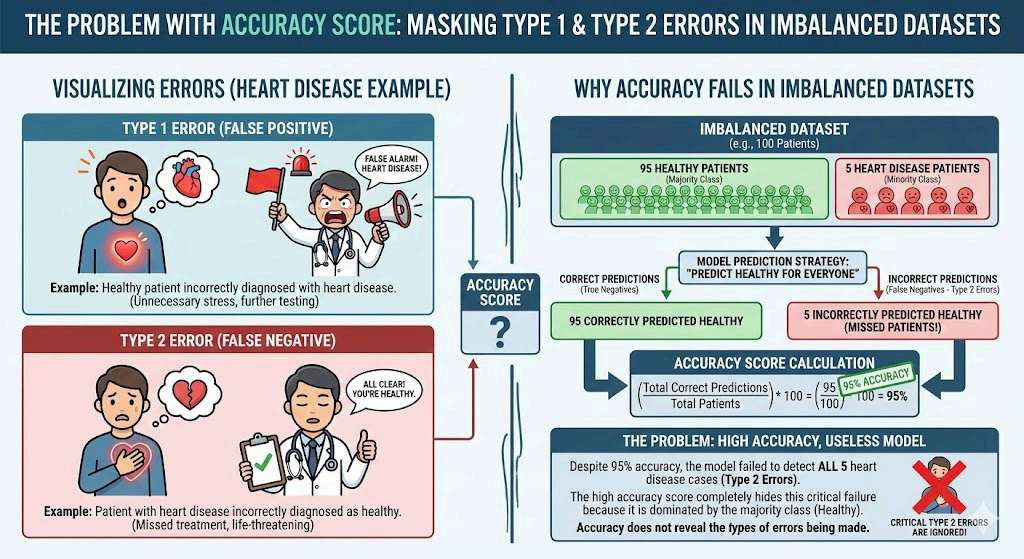 THE PROBLEM WITH ACCURACY SCORE: MASKING TYPE 1 & TYPE 2 ERRORS IN IMBALANCED DATASETS
VISUALIZING ERRORS (HEART DISEASE EXAMPLE)
TYPE 1 ERROR (FALSE POSITIVE)
FALSE ALARM!
HEART DISEASE!
Example: Healthy patient incorrectly diagnosed with heart disease.
(Unnecessary stress, further testing)
TYPE 2 ERROR (FALSE NEGATIVE)
ALL CLEAR!
YOU'RE HEALTHY.
Example: Patient with heart disease incorrectly diagnosed as healthy.
(Missed treatment, life-threatening)
ACCURACY
SCORE
?
WHY ACCURACY FAILS IN IMBALANCED DATASETS
IMBALANCED DATASET
(e.g., 100 Patients)
95 HEALTHY PATIENTS
(Majority Class)
5 HEART DISEASE PATIENTS
(Minority Class)
MODEL PREDICTION STRATEGY:
"PREDICT HEALTHY FOR EVERYONE"
CORRECT PREDICTIONS
(True Negatives)
INCORRECT PREDICTIONS
(False Negatives - Type 2 Errors)
95 CORRECTLY PREDICTED HEALTHY
5 INCORRECTLY PREDICTED HEALTHY
(MISSED PATIENTS!)
ACCURACY SCORE CALCULATION
(Total Correct Predictions / Total Patients) * 100 = (95 / 100) 100 = 95%
95% ACCURACY
THE PROBLEM: HIGH ACCURACY, USELESS MODEL
Despite 95% accuracy, the model failed to detect ALL 5 heart
disease cases (Type 2 Errors).
The high accuracy score completely hides this critical failure
because it is dominated by the majority class (Healthy).
Accuracy does not reveal the types of errors being made.
CRITICAL TYPE 2 ERRORS
ARE IGNORED!